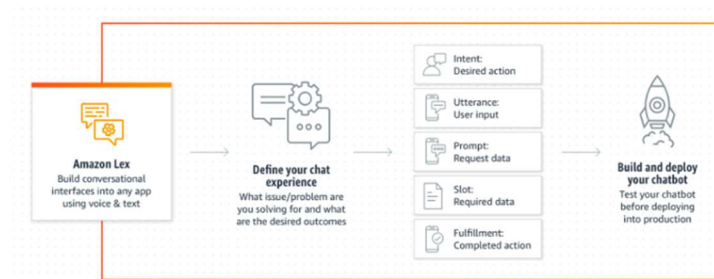 Amazon Lex
Build conversational
interfaces into any app
using voice & text
Define your chat
experience
What issue/problem are
you solving for and what
are the desired outcomes
Intent:
Desired action
Utterance:
User input
Prompt:
Request data
Slot:
Required data
Fulfillment:
Completed action
Build and deploy
your chatbot
Test your chatbot
before deploying
into production